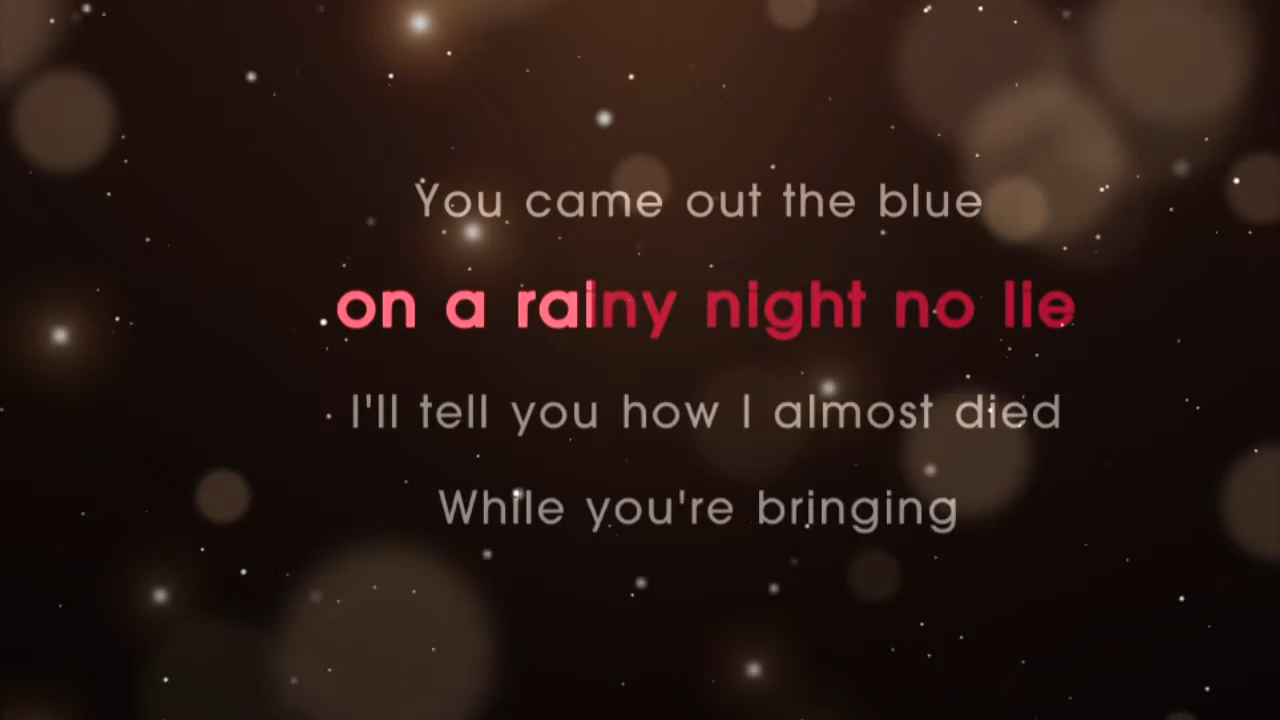 You came out the blue
on a rainy night no lie
I'll tell you how I almost died
While you're bringing